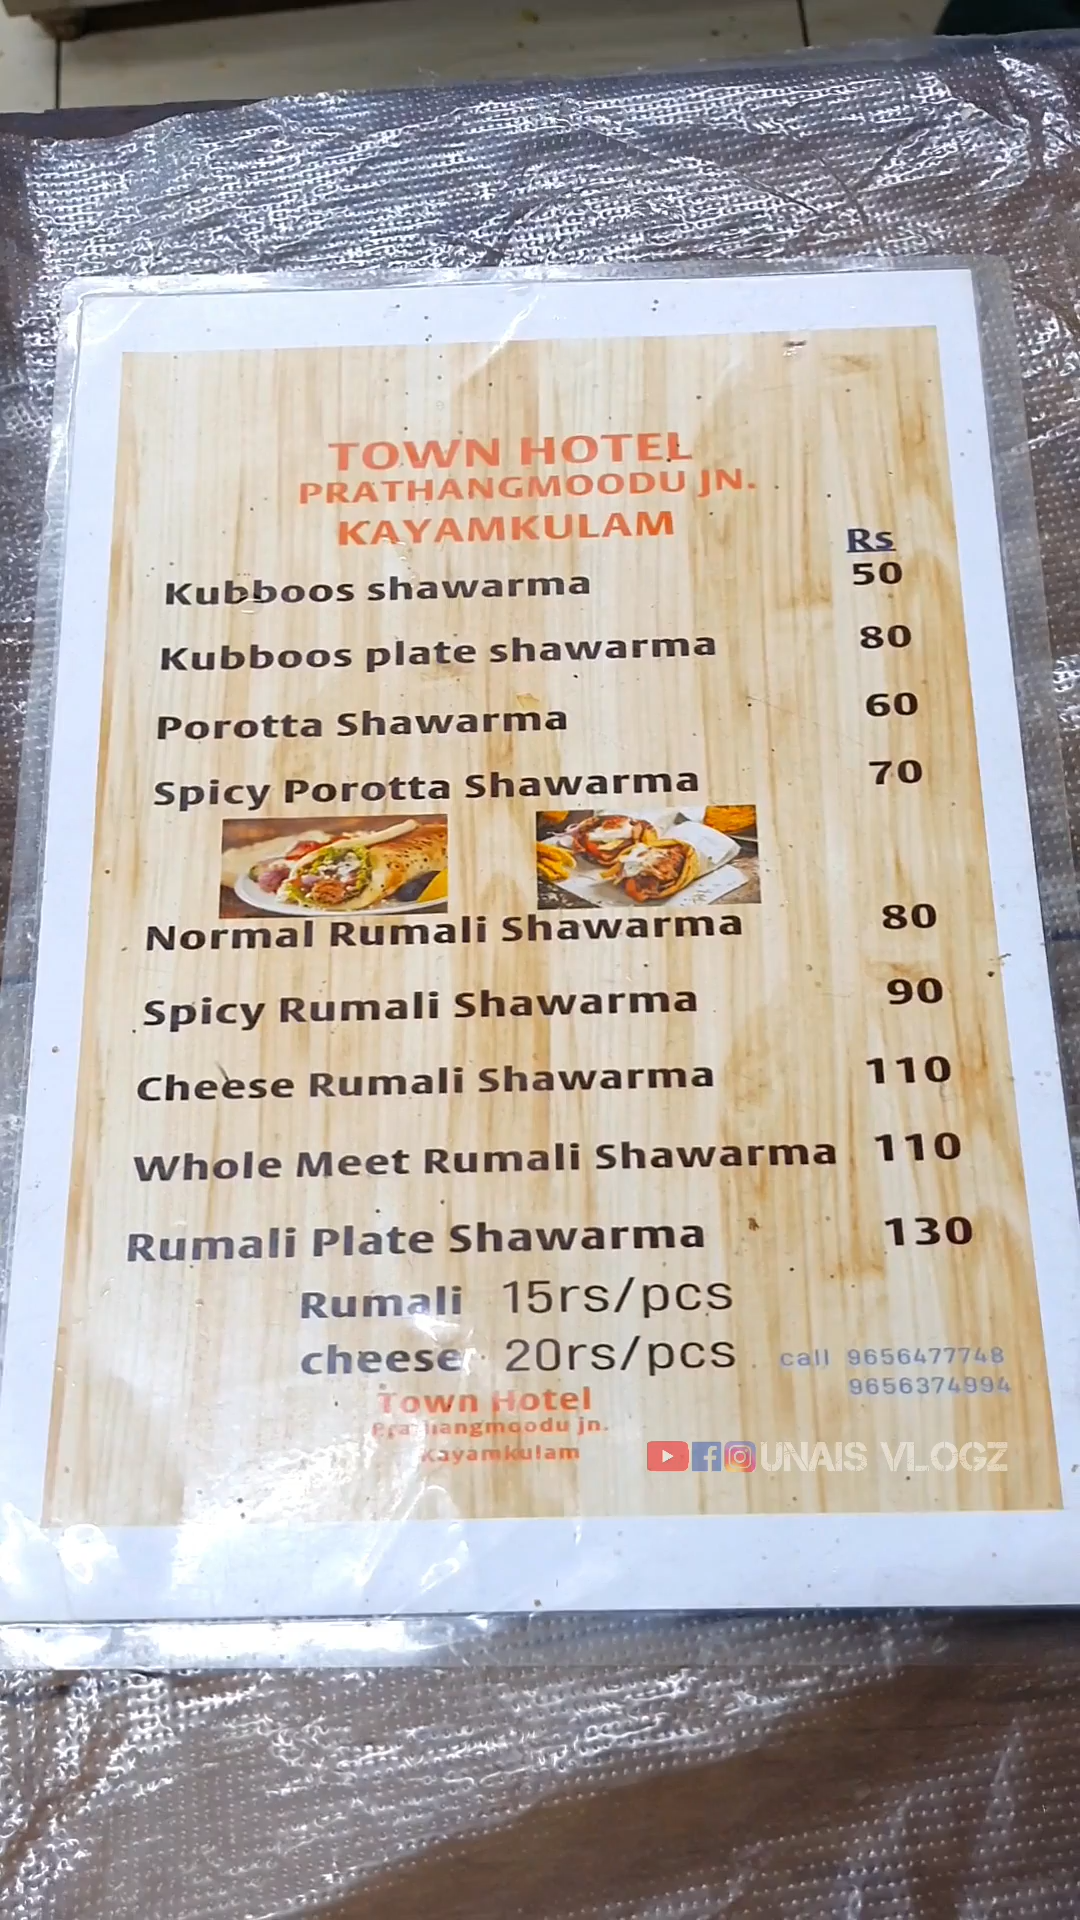 TOWN HOTEL
PRATHANGMOODU JN.
KAYAMKULAM
Rs
Kubboos shawarma 50
Kubboos plate shawarma 80
Porotta Shawarma 60
Spicy Porotta Shawarma 70
Normal Rumali Shawarma 80
Spicy Rumali Shawarma 90
Cheese Rumali Shawarma 110
Whole Meet Rumali Shawarma 110
Rumali Plate Shawarma 130
Rumali 15rs/pcs
cheese 20rs/pcs
call 9656477748
9656374994
Town Hotel
Prathangmoodu jn.
Kayamkulam
UNAIS VLOGZ